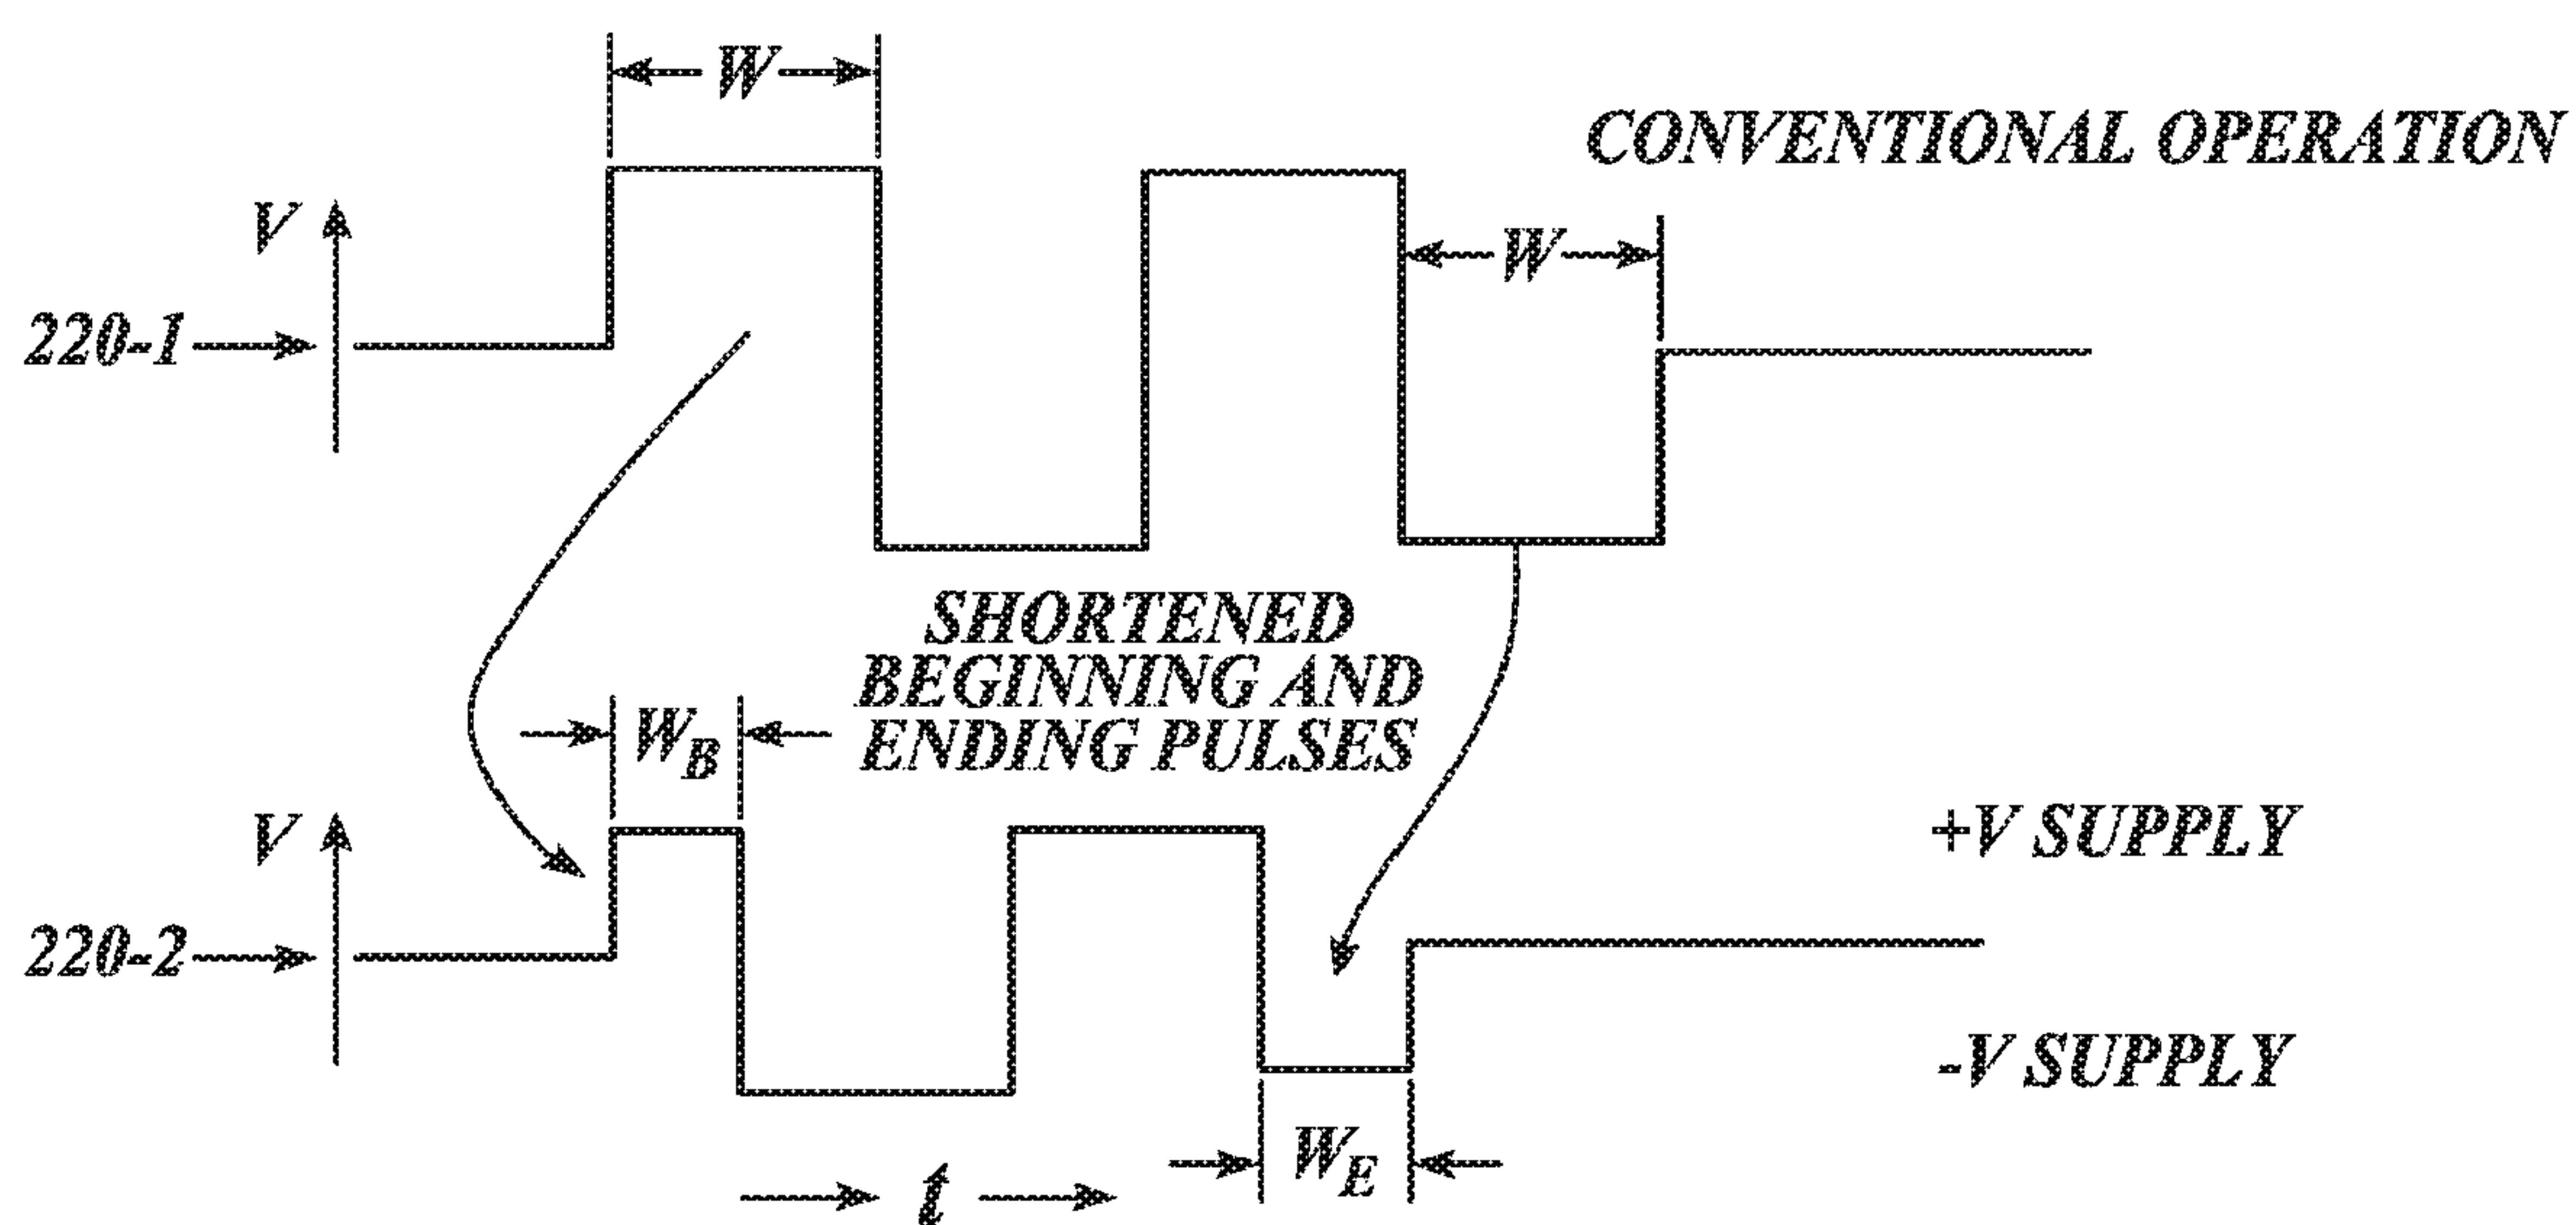 W
CONVENTIONAL OPERATION
V
W
220-1
SHORTENED
BEGINNING AND
ENDING PULSES
W_B
V
+V SUPPLY
220-2
-V SUPPLY
W_E
t